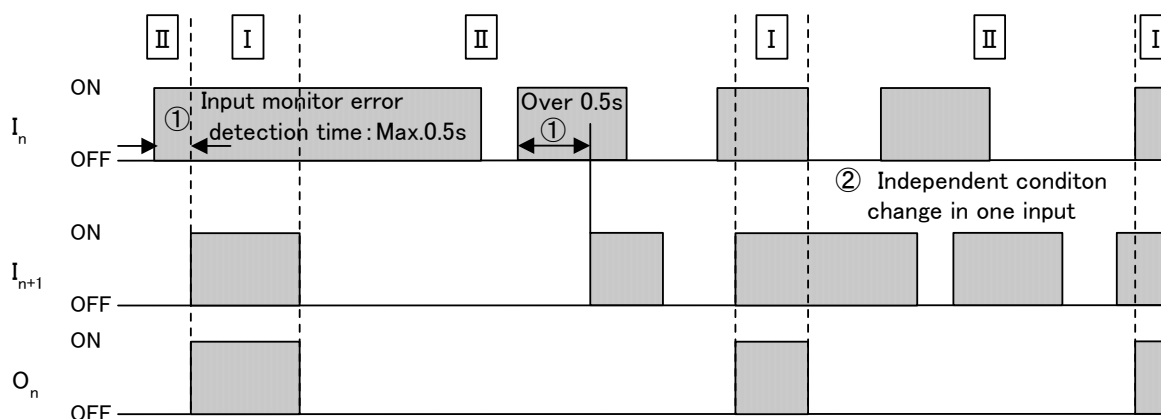 Ⅱ Ⅰ Ⅱ Ⅰ Ⅱ Ⅰ
ON
① Input monitor error
detection time:Max.0.5s
Over 0.5s
①
Iₙ
OFF
② Independent conditon
change in one input
ON
Iₙ₊₁
OFF
ON
Oₙ
OFF